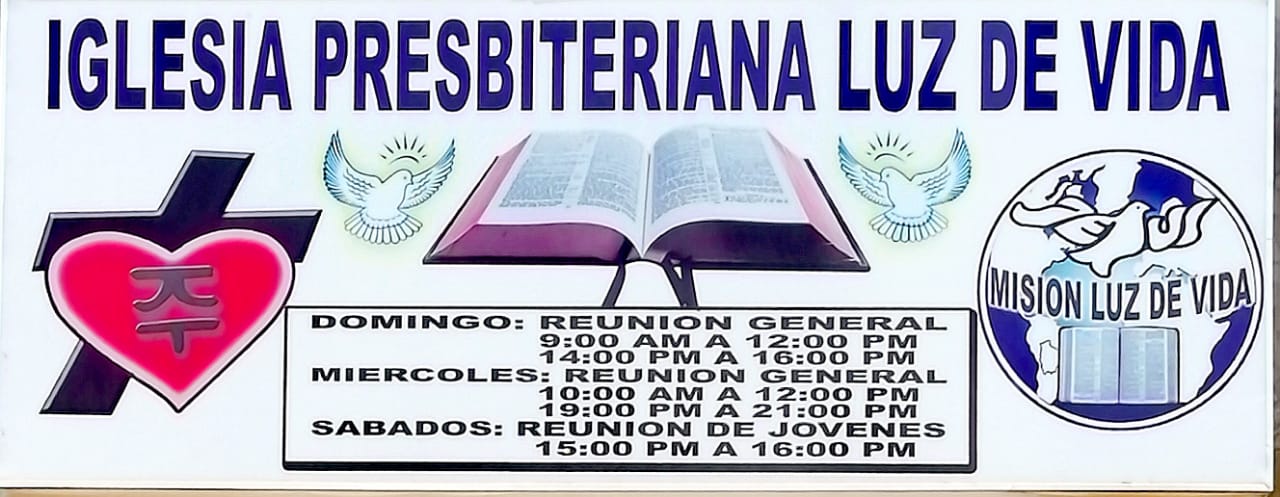 IGLESIA PRESBITERIANA LUZ DE VIDA
주
MISION LUZ DE VIDA
DOMINGO: REUNION GENERAL
9:00 AM A 12:00 PM
14:00 PM A 16:00 PM
MIERCOLES: REUNION GENERAL
10:00 AM A 12:00 PM
19:00 PM A 21:00 PM
SABADOS: REUNION DE JOVENES
15:00 PM A 16:00 PM